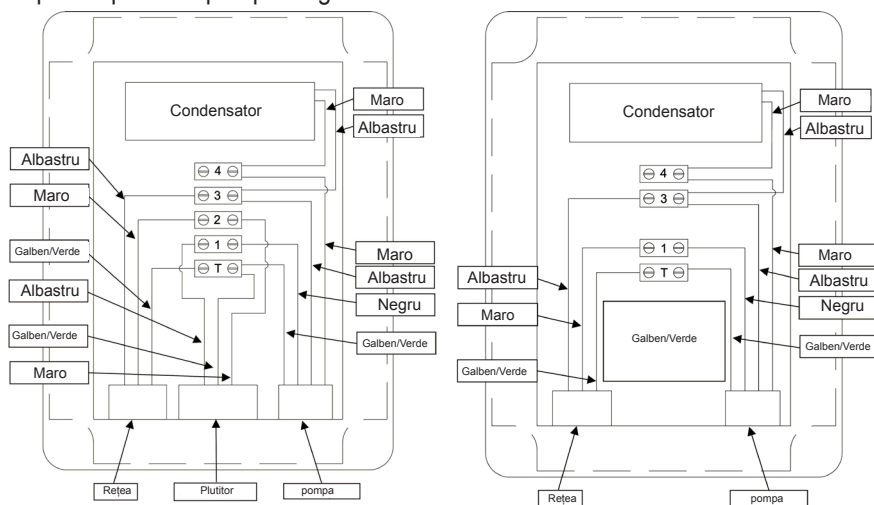 Condensator
Maro
Albastru
4
3
2
1
T
Albastru
Maro
Galben/Verde
Albastru
Galben/Verde
Maro
Maro
Albastru
Negru
Galben/Verde
Rețea
Plutitor
pompa
Condensator
Maro
Albastru
4
3
1
T
Albastru
Maro
Galben/Verde
Galben/Verde
Maro
Albastru
Negru
Galben/Verde
Rețea
pompa